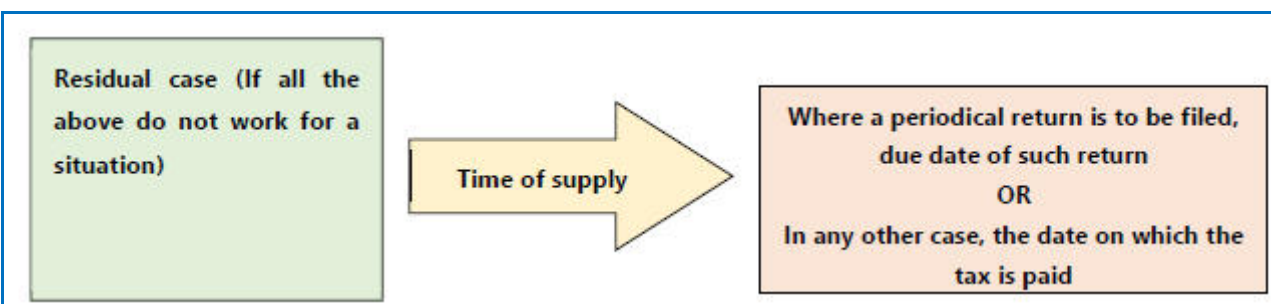 Residual case (If all the
above do not work for a
situation)
Time of supply
Where a periodical return is to be filed,
due date of such return
OR
In any other case, the date on which the
tax is paid